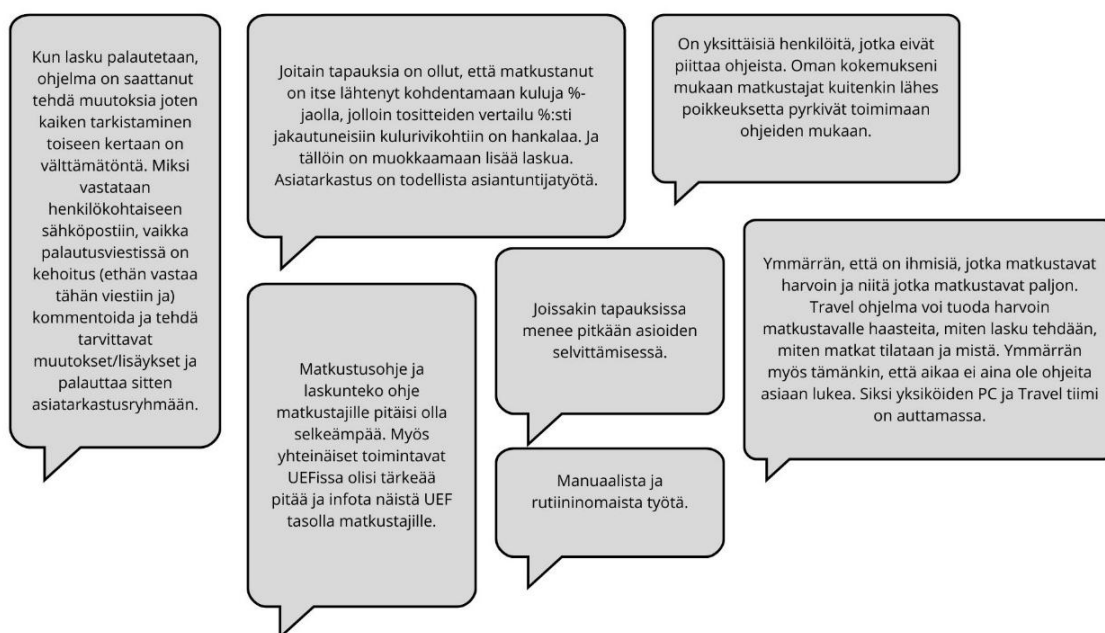 Kun lasku palautetaan,
ohjelma on saattanut
tehdä muutoksia joten
kaiken tarkistaminen
toiseen kertaan on
välttämätöntä. Miksi
vastataan
henkilökohtaiseen
sähköpostiin, vaikka
palautusviestissä on
kehoitus (ethän vastaa
tähän viestiin ja)
kommentoida ja tehdä
tarvittavat
muutokset/lisäykset ja
palauttaa sitten
asiatarkastusryhmään.
Joitain tapauksia on ollut, että matkustanut
on itse lähtenyt kohdentamaan kuluja %-
jaolla, jolloin tositteiden vertailu %:sti
jakautuneisiin kulurivikohtiin on hankalaa. Ja
tällöin on muokkaamaan lisää laskua.
Asiatarkastus on todellista asiantuntijatyötä.
On yksittäisiä henkilöitä, jotka eivät
piittaa ohjeista. Oman kokemukseni
mukaan matkustajat kuitenkin lähes
poikkeuksetta pyrkivät toimimaan
ohjeiden mukaan.
Matkustusohje ja
laskunteko ohje
matkustajille pitäisi olla
selkeämpää. Myös
yhteinäiset toimintavat
UEFissa olisi tärkeää
pitää ja infota näistä UEF
tasolla matkustajille.
Joissakin tapauksissa
menee pitkään asioiden
selvittämisessä.
Manuaalista ja
rutiininomaista työtä.
Ymmärrän, että on ihmisiä, jotka matkustavat
harvoin ja niitä jotka matkustavat paljon.
Travel ohjelma voi tuoda harvoin
matkustavalle haasteita, miten lasku tehdään,
miten matkat tilataan ja mistä. Ymmärrän
myös tämänkin, että aikaa ei aina ole ohjeita
asiaan lukea. Siksi yksiköiden PC ja Travel tiimi
on auttamassa.